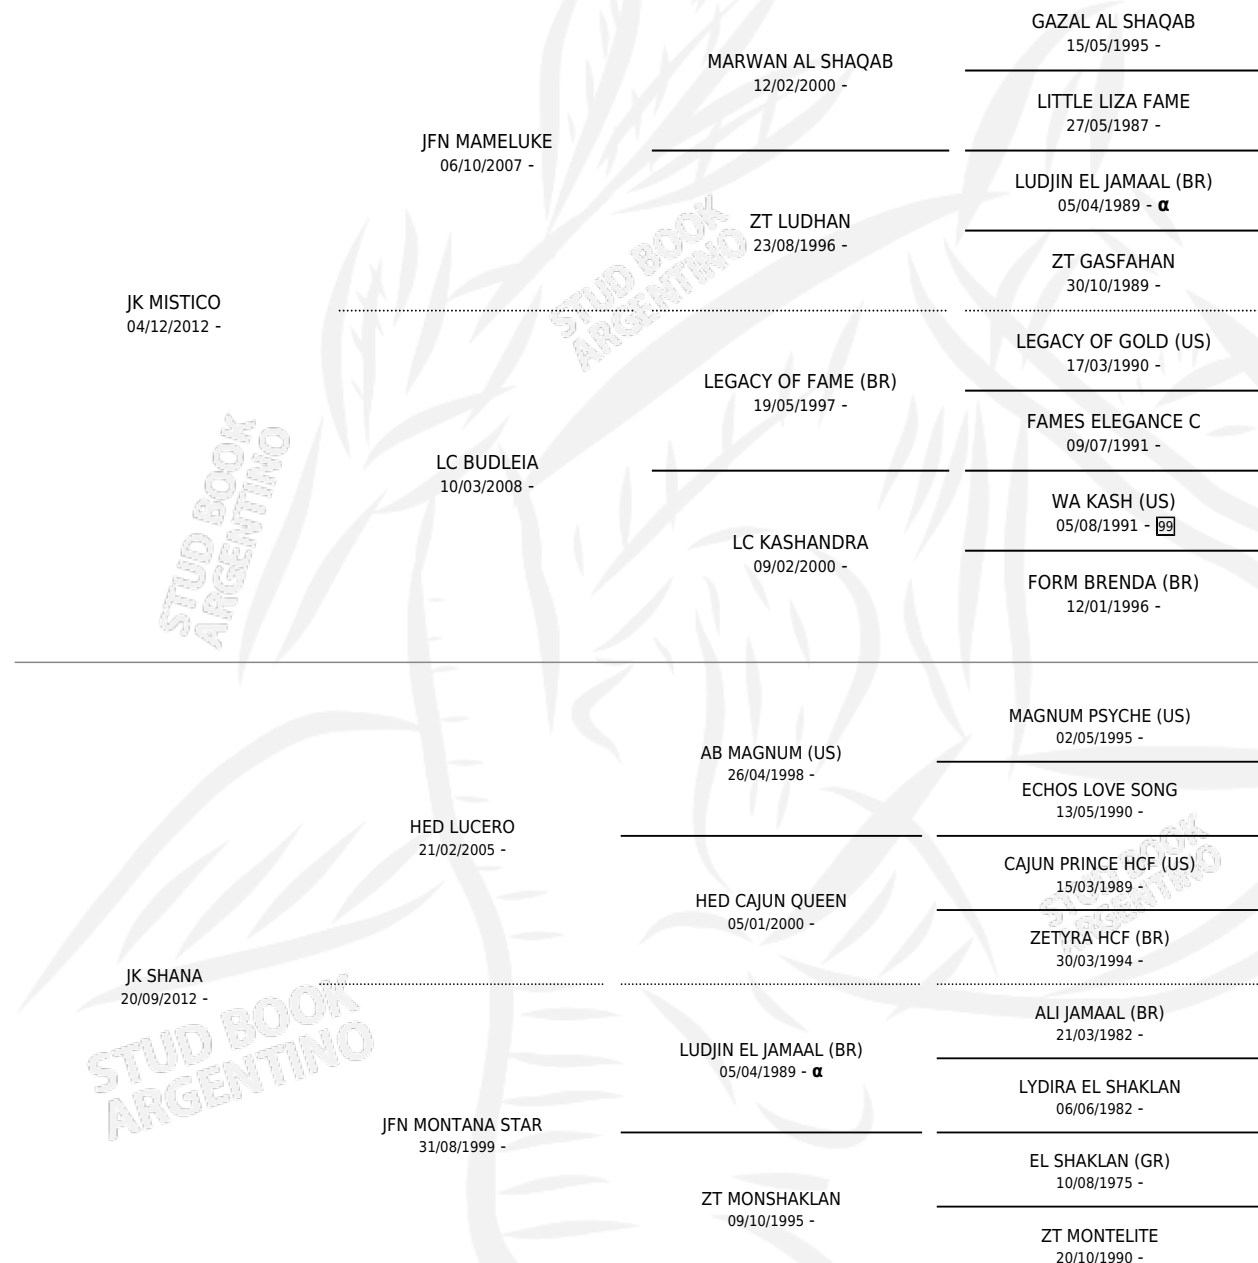 GAZAL AL SHAQAB
15/05/1995 -
MARWAN AL SHAQAB
12/02/2000 -
LITTLE LIZA FAME
27/05/1987 -
JFN MAMELUKE
06/10/2007 -
LUDJIN EL JAMAAL (BR)
05/04/1989 - α
ZT LUDHAN
23/08/1996 -
ZT GASFAHAN
30/10/1989 -
JK MISTICO
04/12/2012 -
LEGACY OF GOLD (US)
17/03/1990 -
LEGACY OF FAME (BR)
19/05/1997 -
FAMES ELEGANCE C
09/07/1991 -
LC BUDLEIA
10/03/2008 -
WA KASH (US)
05/08/1991 - 99
LC KASHANDRA
09/02/2000 -
FORM BRENDA (BR)
12/01/1996 -
MAGNUM PSYCHE (US)
02/05/1995 -
AB MAGNUM (US)
26/04/1998 -
ECHOS LOVE SONG
13/05/1990 -
HED LUCERO
21/02/2005 -
CAJUN PRINCE HCF (US)
15/03/1989 -
HED CAJUN QUEEN
05/01/2000 -
ZETYRA HCF (BR)
30/03/1994 -
JK SHANA
20/09/2012 -
ALI JAMAAL (BR)
21/03/1982 -
LUDJIN EL JAMAAL (BR)
05/04/1989 - α
LYDIRA EL SHAKLAN
06/06/1982 -
JFN MONTANA STAR
31/08/1999 -
EL SHAKLAN (GR)
10/08/1975 -
ZT MONSHAKLAN
09/10/1995 -
ZT MONTELITE
20/10/1990 -
STUD BOOK
ARGENTINO
STUD BOOK
ARGENTINO
STUD BOOK
ARGENTINO
STUD BOOK
ARGENTINO